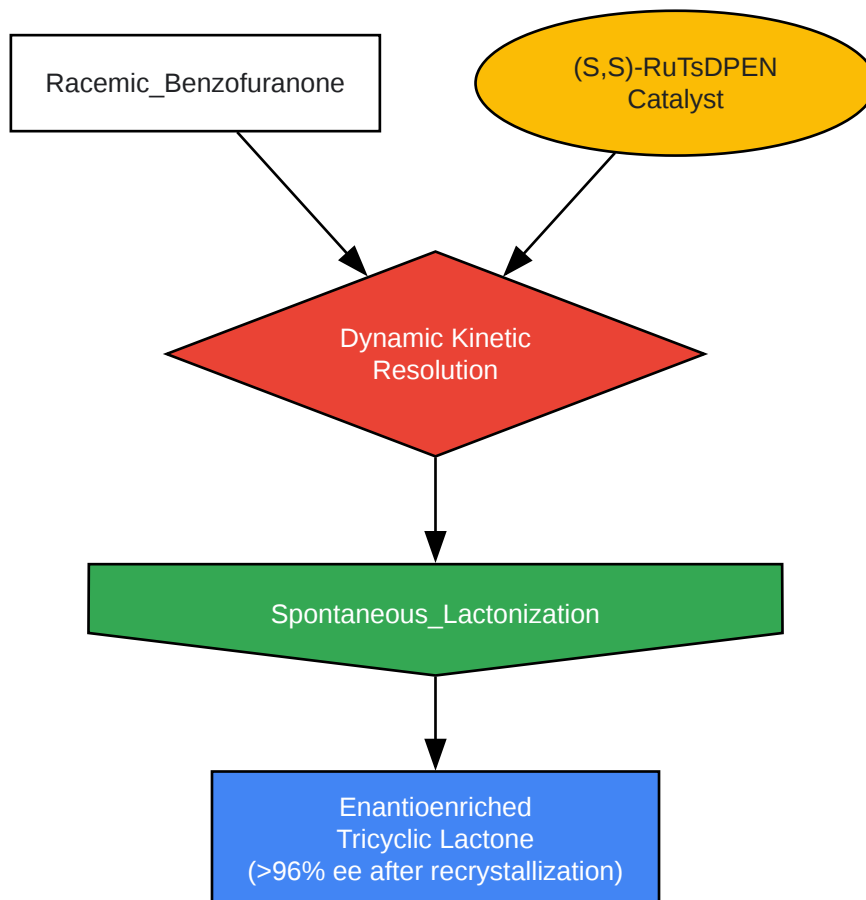 Racemic_Benzofuranone
(S,S)-RuTsDPEN
Catalyst
Dynamic Kinetic
Resolution
Spontaneous_Lactonization
Enantioenriched
Tricyclic Lactone
(>96% ee after recrystallization)